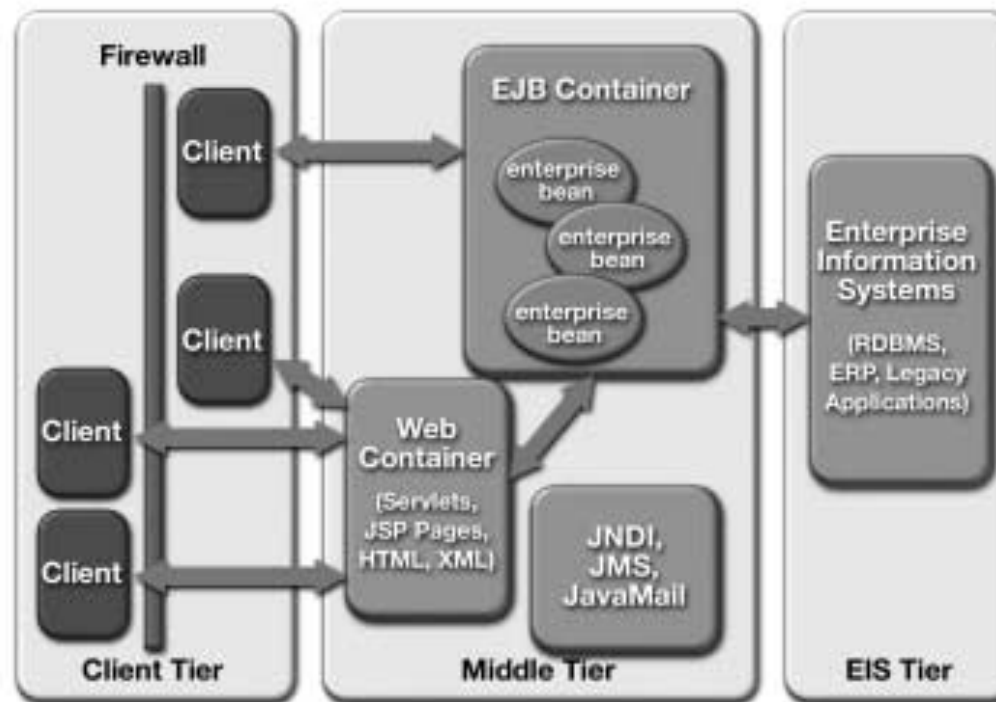 Firewall
Client
Client
Client
Client
Client Tier
EJB Container
enterprise
bean
enterprise
bean
enterprise
bean
Web
Container
(Servlets,
JSP Pages,
HTML, XML)
JNDI,
JMS,
JavaMail
Middle Tier
Enterprise
Information
Systems
(RDBMS,
ERP, Legacy
Applications)
EIS Tier